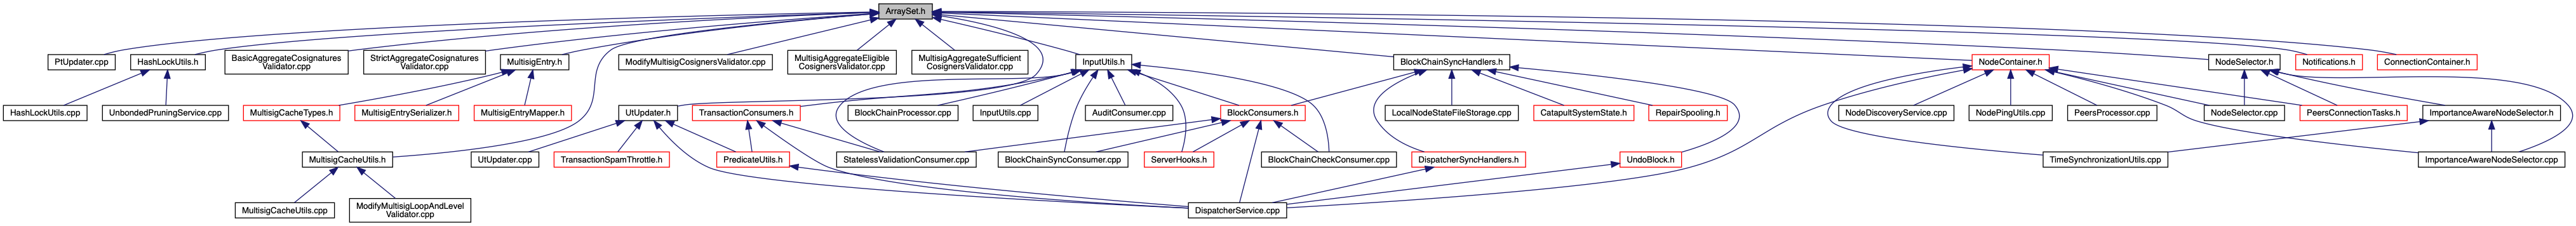 ArraySet.h
PtUpdater.cpp
HashLockUtils.h
BasicAggregateCosignatures
Validator.cpp
StrictAggregateCosignatures
Validator.cpp
MultisigEntry.h
ModifyMultisigCosignersValidator.cpp
MultisigAggregateEligible
CosignersValidator.cpp
MultisigAggregateSufficient
CosignersValidator.cpp
InputUtils.h
BlockChainSyncHandlers.h
NodeContainer.h
NodeSelector.h
Notifications.h
ConnectionContainer.h
HashLockUtils.cpp
UnbondedPruningService.cpp
MultisigCacheTypes.h
MultisigEntrySerializer.h
MultisigEntryMapper.h
UtUpdater.h
TransactionConsumers.h
BlockChainProcessor.cpp
InputUtils.cpp
AuditConsumer.cpp
BlockConsumers.h
LocalNodeStateFileStorage.cpp
CatapultSystemState.h
RepairSpooling.h
NodeDiscoveryService.cpp
NodePingUtils.cpp
PeersProcessor.cpp
NodeSelector.cpp
PeersConnectionTasks.h
ImportanceAwareNodeSelector.h
MultisigCacheUtils.h
UtUpdater.cpp
TransactionSpamThrottle.h
PredicateUtils.h
StatelessValidationConsumer.cpp
BlockChainSyncConsumer.cpp
ServerHooks.h
BlockChainCheckConsumer.cpp
DispatcherSyncHandlers.h
UndoBlock.h
TimeSynchronizationUtils.cpp
ImportanceAwareNodeSelector.cpp
MultisigCacheUtils.cpp
ModifyMultisigLoopAndLevel
Validator.cpp
DispatcherService.cpp